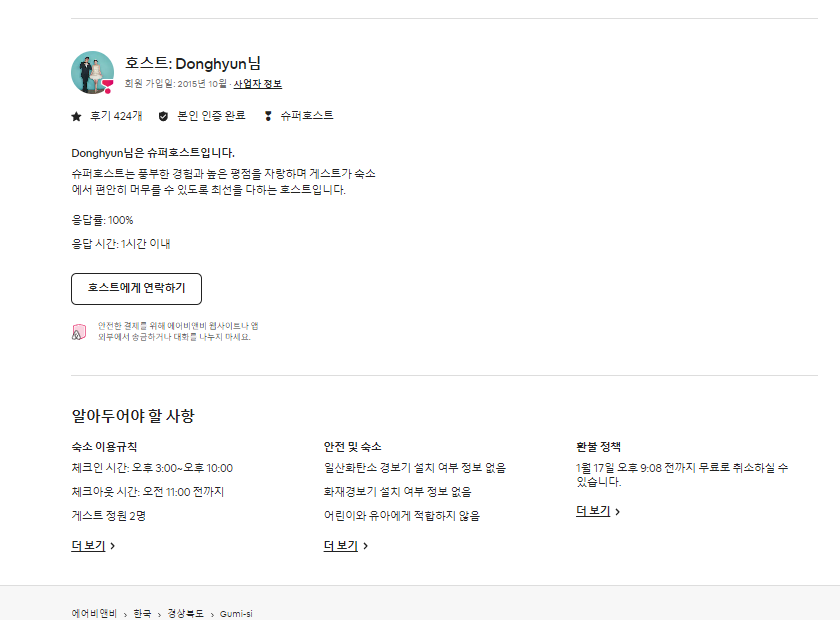 호스트: Donghyun님
회원 가입일: 2015년 10월 · 사업자 정보
후기 424개 본인 인증 완료 슈퍼호스트
Donghyun님은 슈퍼호스트입니다.
슈퍼호스트는 풍부한 경험과 높은 평점을 자랑하며 게스트가 숙소
에서 편안히 머무를 수 있도록 최선을 다하는 호스트입니다.
응답률: 100%
응답 시간: 1시간 이내
호스트에게 연락하기
안전한 결제를 위해 에어비앤비 웹사이트나 앱
외부에서 송금하거나 대화를 나누지 마세요.
알아두어야 할 사항
숙소 이용규칙
체크인 시간: 오후 3:00~오후 10:00
체크아웃 시간: 오전 11:00 전까지
게스트 정원 2명
더 보기 >
안전 및 숙소
일산화탄소 경보기 설치 여부 정보 없음
화재경보기 설치 여부 정보 없음
어린이와 유아에게 적합하지 않음
더 보기 >
환불 정책
1월 17일 오후 9:08 전까지 무료로 취소하실 수
있습니다.
더 보기 >
에어비앤비 > 한국 > 경상북도 > Gumi-si